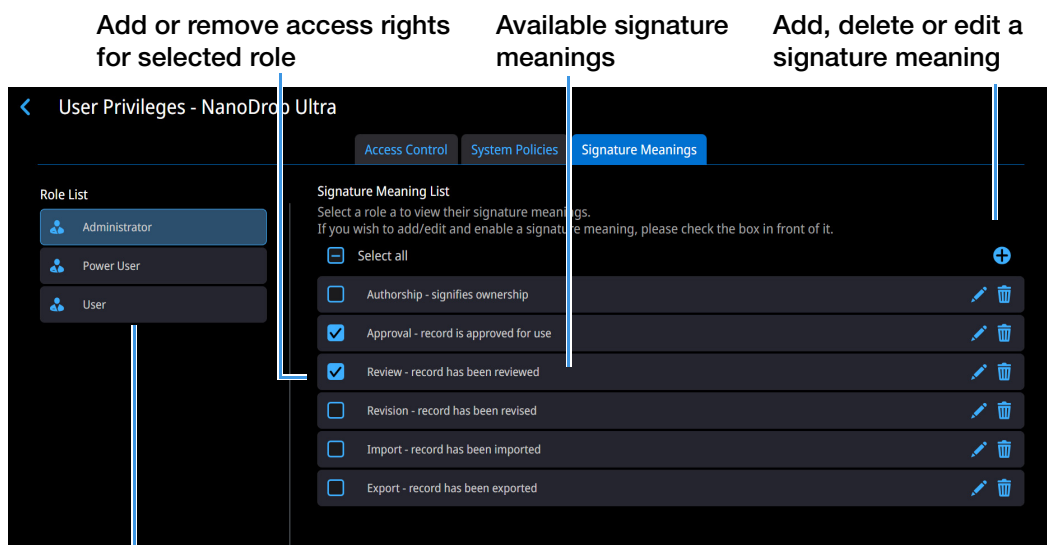 Add or remove access rights
for selected role
Available signature
meanings
Add, delete or edit a
signature meaning
User Privileges - NanoDrop Ultra
Access Control
System Policies
Signature Meanings
Role List
Administrator
Power User
User
Signature Meaning List
Select a role a to view their signature meanings.
If you wish to add/edit and enable a signature meaning, please check the box in front of it.
Select all
Authorship - signifies ownership
Approval - record is approved for use
Review - record has been reviewed
Revision - record has been revised
Import - record has been imported
Export - record has been exported